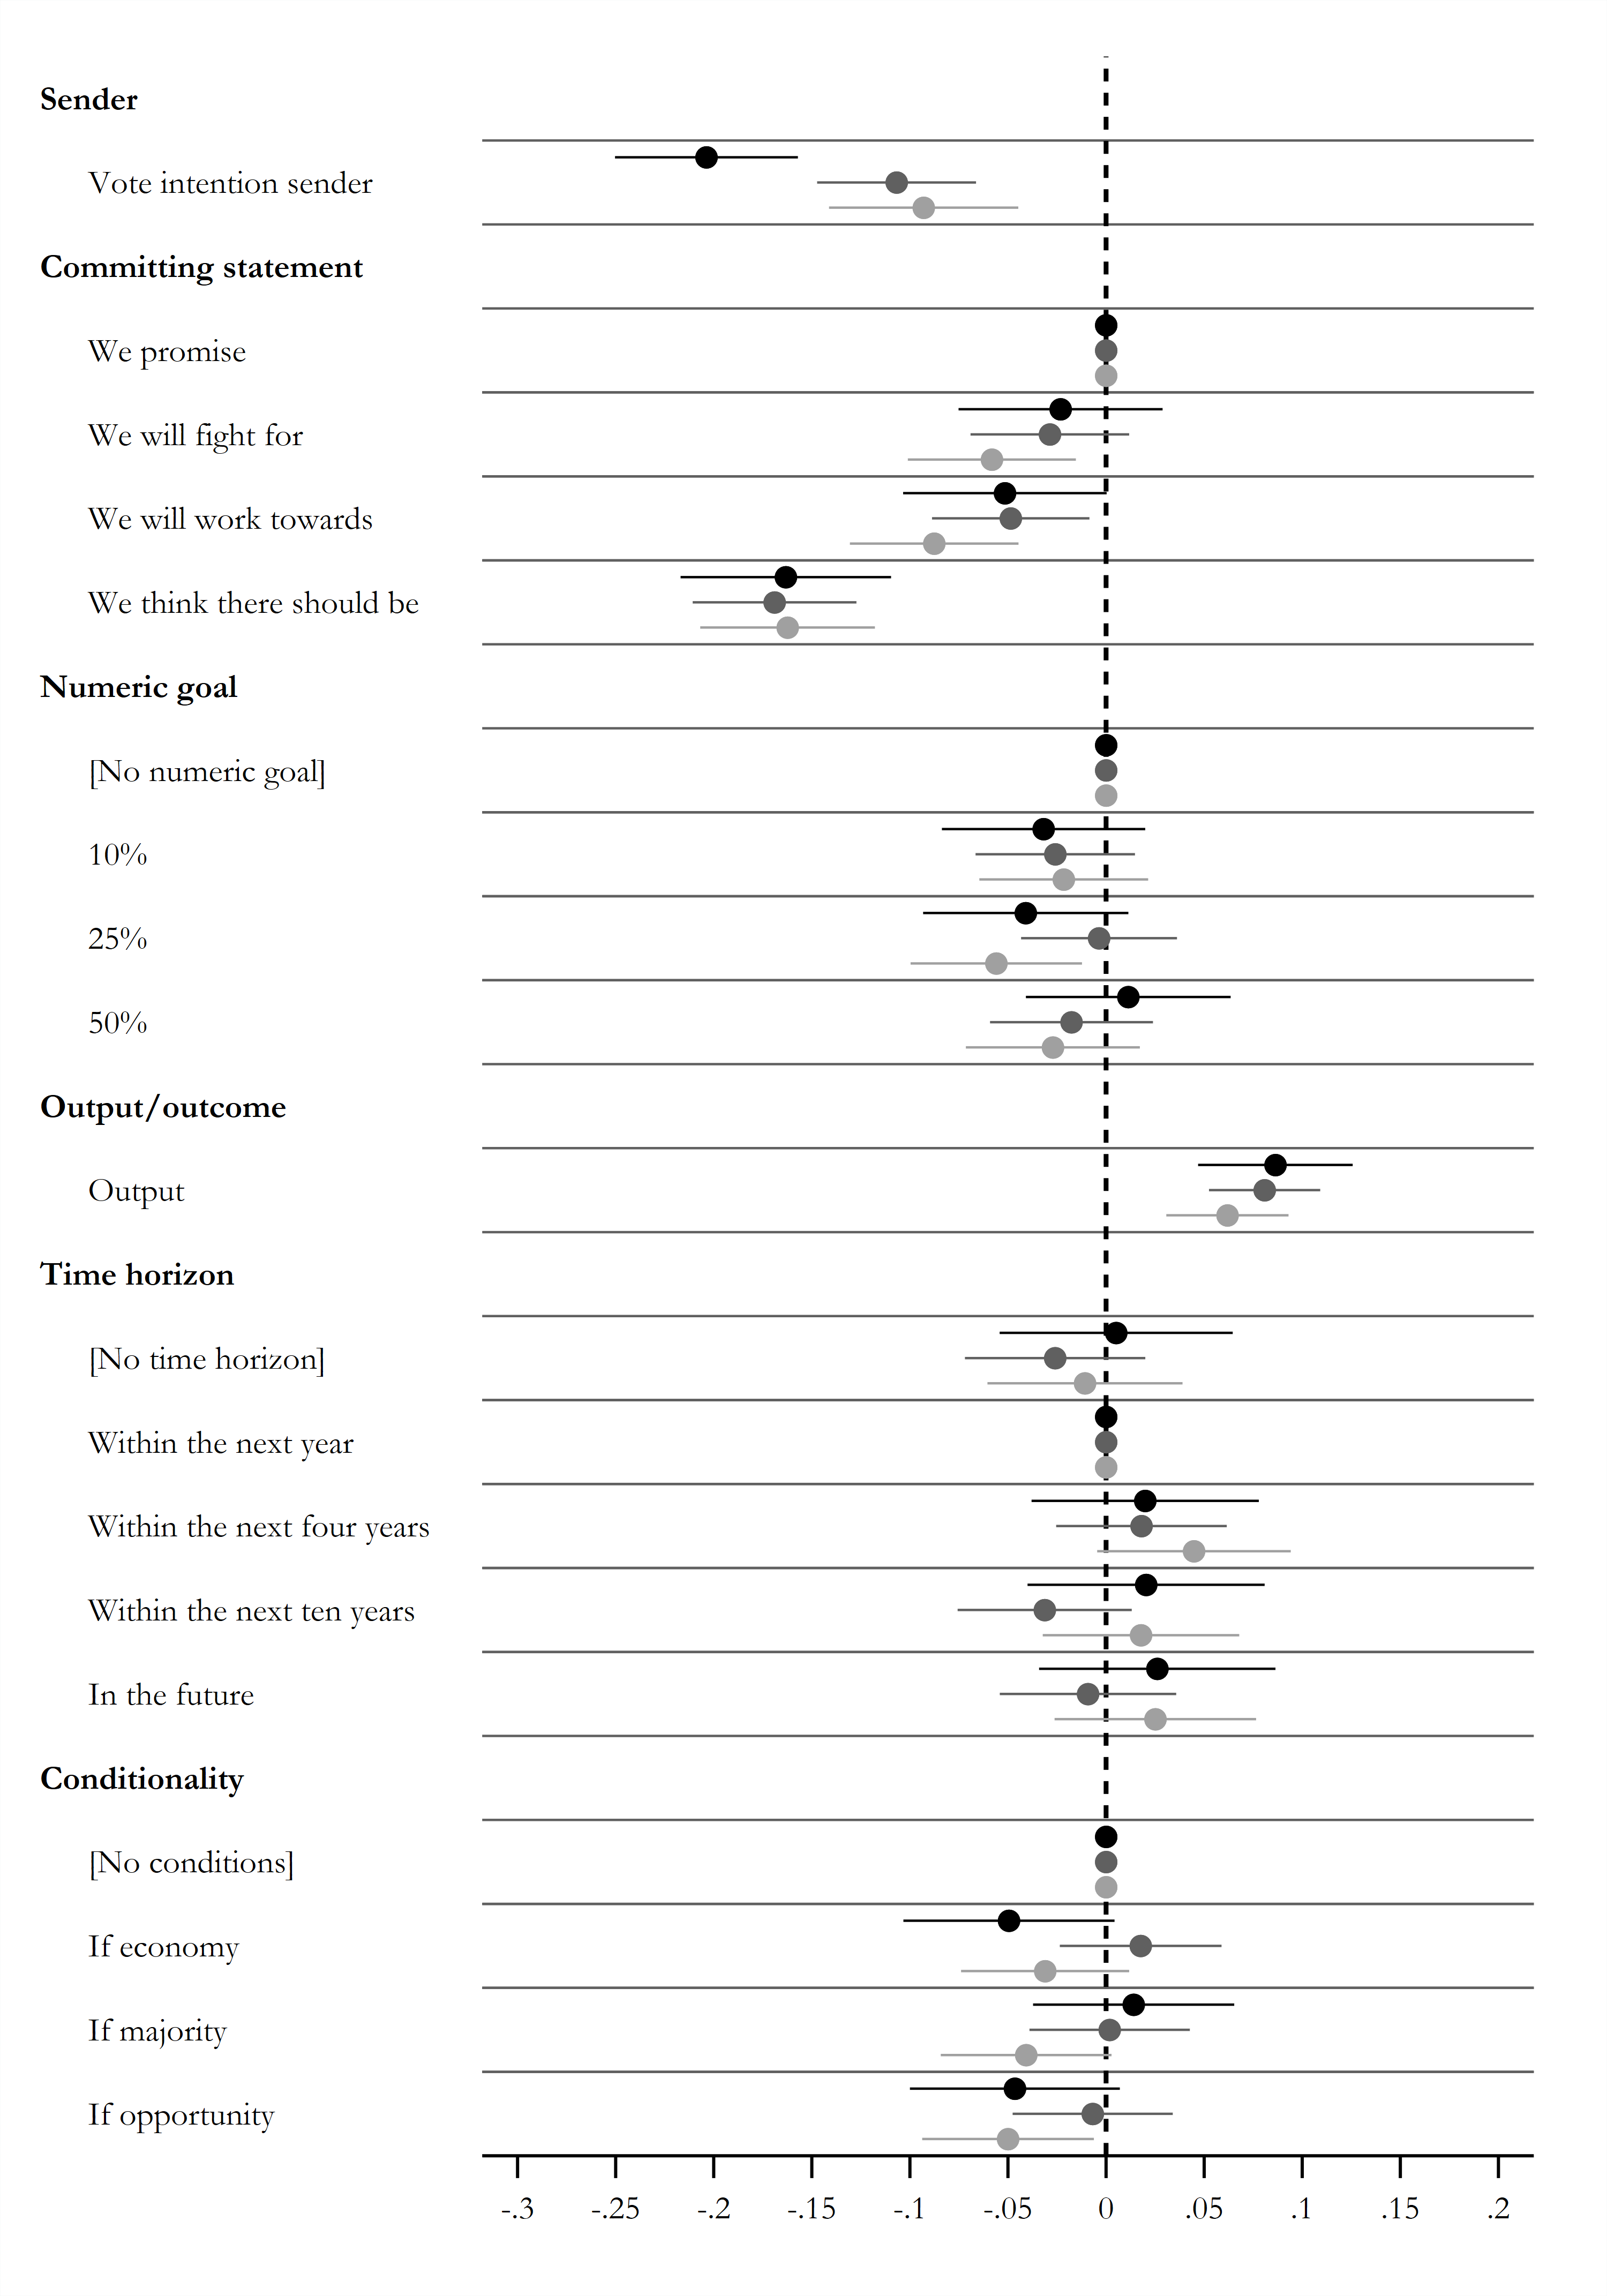 Sender
Vote intention sender
Committing statement
We promise
We will fight for
We will work towards
We think there should be
Numeric goal
[No numeric goal]
10%
25%
50%
Output/outcome
Output
Time horizon
[No time horizon]
Within the next year
Within the next four years
Within the next ten years
In the future
Conditionality
[No conditions]
If economy
If majority
If opportunity
-.3 -.25 -.2 -.15 -.1 -.05 0 .05 .1 .15 .2